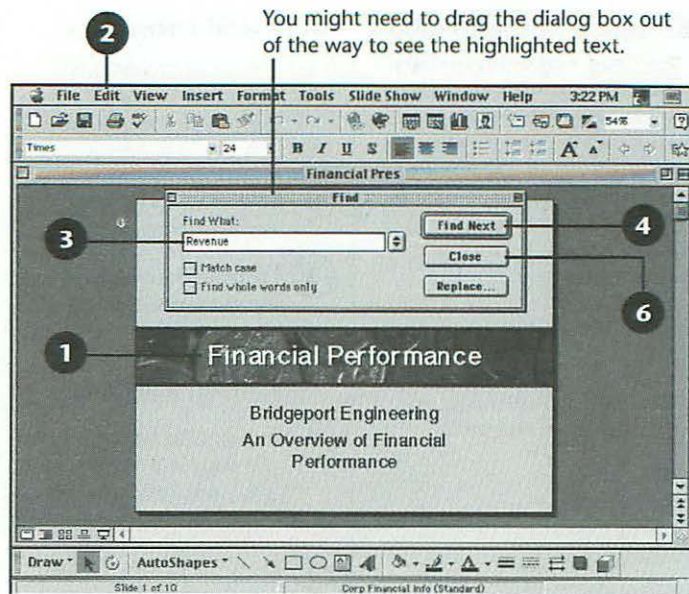 You might need to drag the dialog box out
of the way to see the highlighted text.
2
File Edit View Insert Format Tools Slide Show Window Help 3:22 PM
54%
Times 24 B I U S A A
Financial Pres
Find
Find What:
Find Next
4
3
Revenue
Close
Match case
Find whole words only
Replace...
6
1
Financial Performance
Bridgeport Engineering
An Overview of Financial
Performance
Draw AutoShapes A
Slide 1 of 10 Corp Financial Info (Standard)